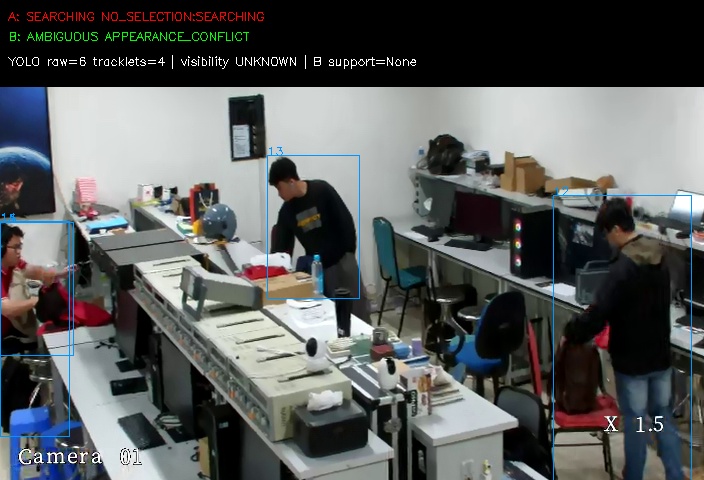 A: SEARCHING NO_SELECTION:SEARCHING
B: AMBIGUOUS APPEARANCE_CONFLICT
YOLO raw=6 tracklets=4 | visibility UNKNOWN | B support=None
13
X 1.5
Camera 01